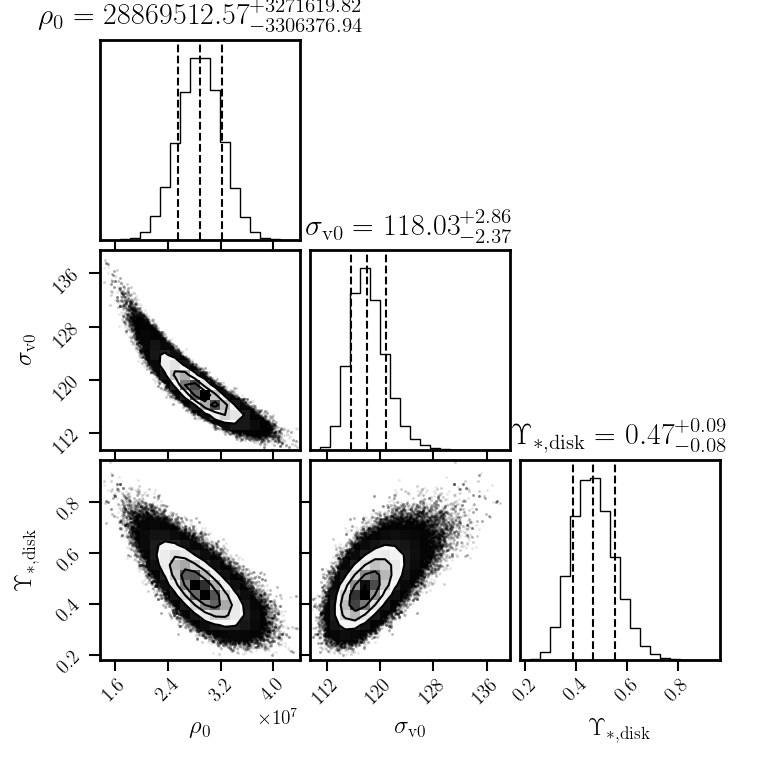 ρ₀ = 28869512.57 +3271619.82 −3306376.94
σᵥ₀ = 118.03 +2.86 −2.37
136
128
120
112
σᵥ₀
ϒ∗,disk = 0.47 +0.09 −0.08
0.8
0.6
0.4
0.2
ϒ∗,disk
1.6 2.4 3.2 4.0
×10⁷
ρ₀
112 120 128 136
σᵥ₀
0.2 0.4 0.6 0.8
ϒ∗,disk